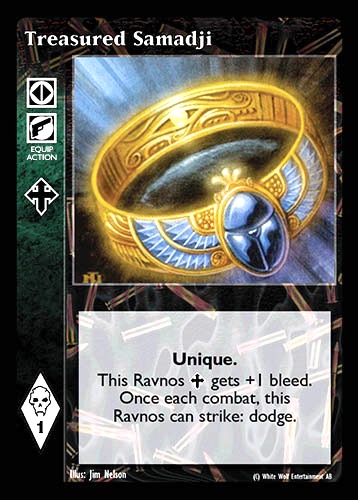 Treasured Samadji
EQUIP
ACTION
Unique.
This Ravnos gets +1 bleed.
Once each combat, this
Ravnos can strike: dodge.
1
Illus: Jim Nelson
(C) White Wolf Entertainment AB